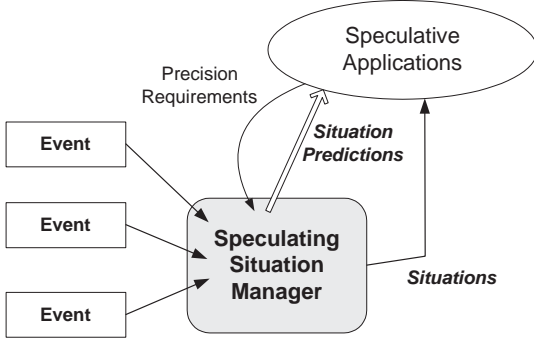 Speculative
Applications
Precision
Requirements
Situation
Predictions
Event
Event
Event
Speculating
Situation
Manager
Situations